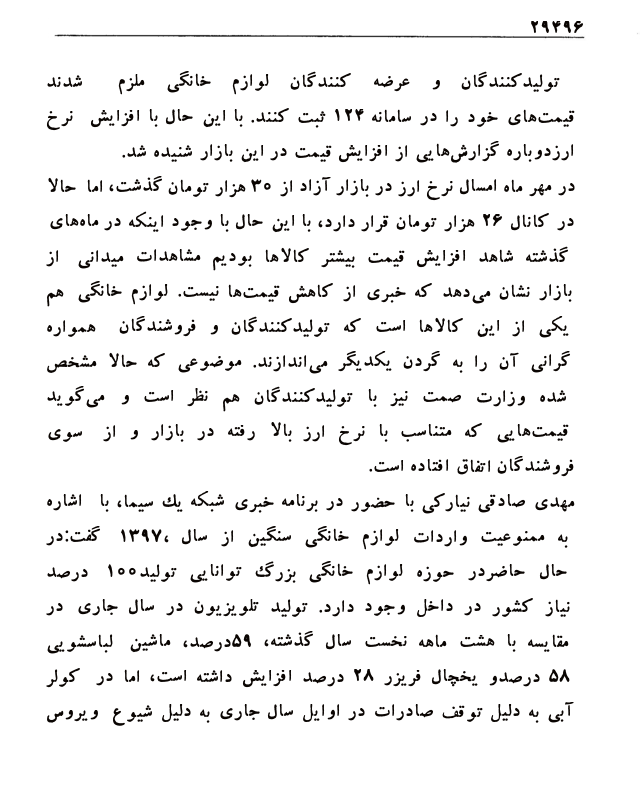 ۲۹۴۹۶
تولیدکنندگان و عرضه کنندگان لوازم خانگی ملزم شدند
قیمت‌های خود را در سامانه ۱۲۴ ثبت کنند. با این حال با افزایش نرخ
ارزدوباره گزارش‌هایی از افزایش قیمت در این بازار شنیده شد.
در مهر ماه امسال نرخ ارز در بازار آزاد از ۳۰ هزار تومان گذشت، اما حالا
در کانال ۲۶ هزار تومان قرار دارد، با این حال با وجود اینکه در ماه‌های
گذشته شاهد افزایش قیمت بیشتر کالاها بودیم مشاهدات میدانی از
بازار نشان می‌دهد که خبری از کاهش قیمت‌ها نیست. لوازم خانگی هم
یکی از این کالاها است که تولیدکنندگان و فروشندگان همواره
گرانی آن را به گردن یکدیگر می‌اندازند. موضوعی که حالا مشخص
شده وزارت صمت نیز با تولیدکنندگان هم نظر است و می‌گوید
قیمت‌هایی که متناسب با نرخ ارز بالا رفته در بازار و از سوی
فروشندگان اتفاق افتاده است.
مهدی صادقی نیارکی با حضور در برنامه خبری شبکه یك سیما، با اشاره
به ممنوعیت واردات لوازم خانگی سنگین از سال ،۱۳۹۷ گفت:در
حال حاضردر حوزه لوازم خانگی بزرگ توانایی تولید۱۰۰ درصد
نیاز کشور در داخل وجود دارد. تولید تلویزیون در سال جاری در
مقایسه با هشت ماهه نخست سال گذشته، ۵۹درصد، ماشین لباسشویی
۵۸ درصدو یخچال فریزر ۲۸ درصد افزایش داشته است، اما در کولر
آبی به دلیل توقف صادرات در اوایل سال جاری به دلیل شیوع ویروس